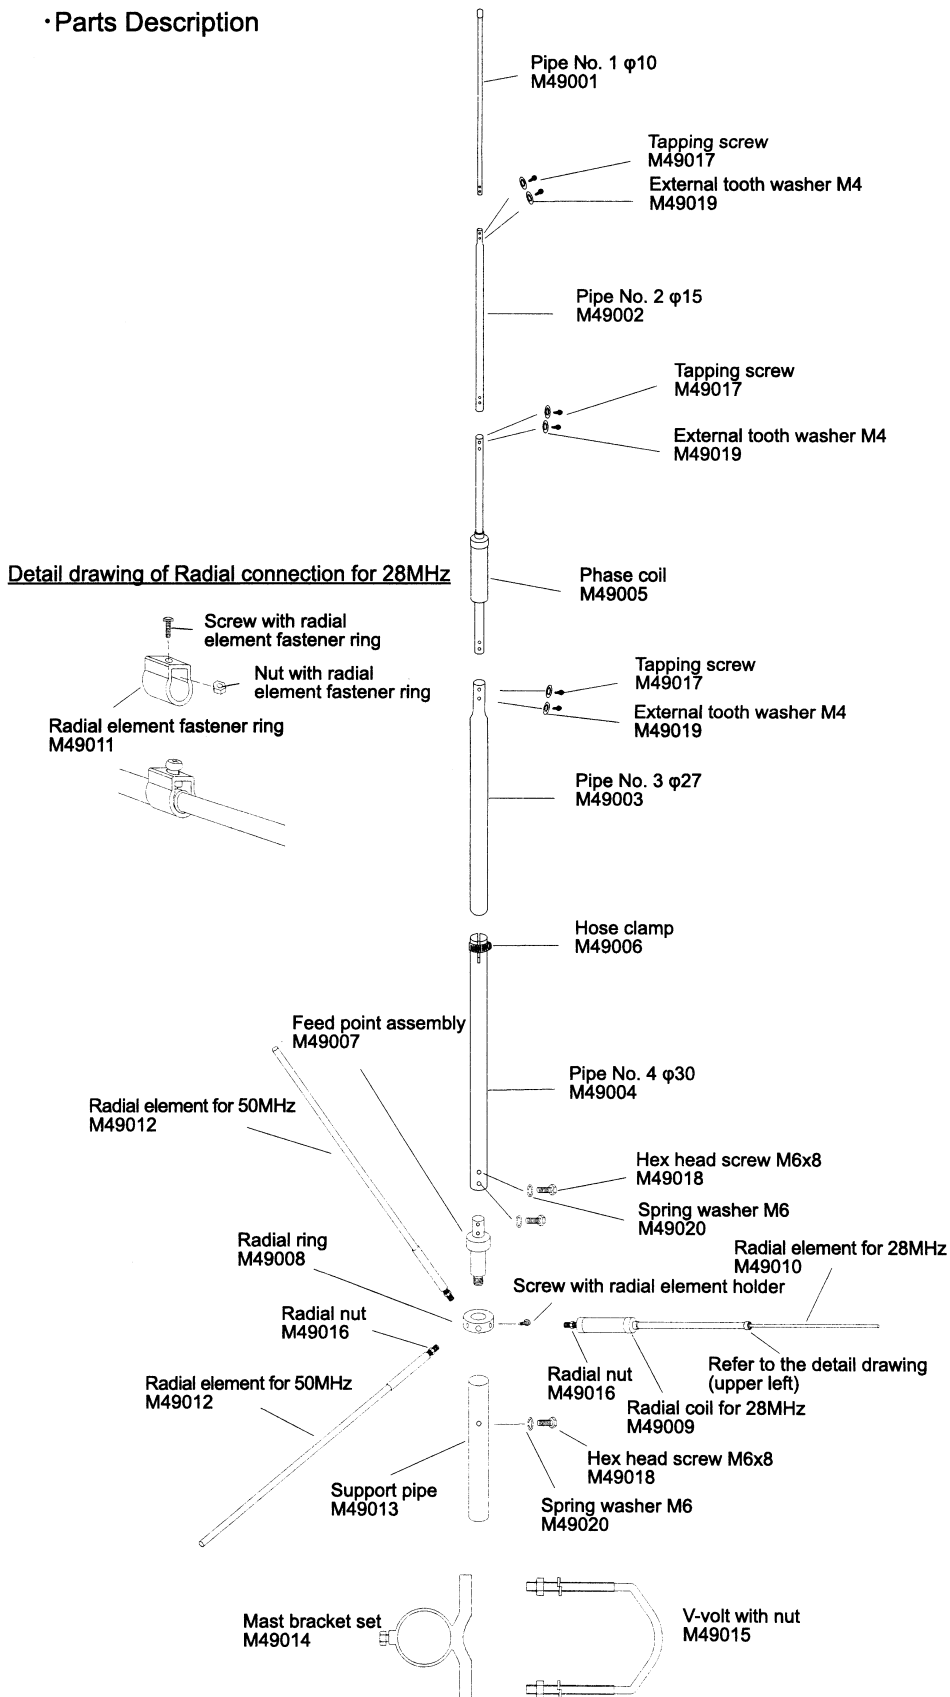 ·Parts Description
Pipe No. 1 φ10
M49001
Tapping screw
M49017
External tooth washer M4
M49019
Pipe No. 2 φ15
M49002
Tapping screw
M49017
External tooth washer M4
M49019
Detail drawing of Radial connection for 28MHz
Screw with radial
element fastener ring
Nut with radial
element fastener ring
Radial element fastener ring
M49011
Phase coil
M49005
Tapping screw
M49017
External tooth washer M4
M49019
Pipe No. 3 φ27
M49003
Hose clamp
M49006
Feed point assembly
M49007
Pipe No. 4 φ30
M49004
Radial element for 50MHz
M49012
Hex head screw M6x8
M49018
Spring washer M6
M49020
Radial ring
M49008
Radial element for 28MHz
M49010
Screw with radial element holder
Radial nut
M49016
Radial nut
M49016
Refer to the detail drawing
(upper left)
Radial coil for 28MHz
M49009
Radial element for 50MHz
M49012
Hex head screw M6x8
M49018
Support pipe
M49013
Spring washer M6
M49020
Mast bracket set
M49014
V-volt with nut
M49015